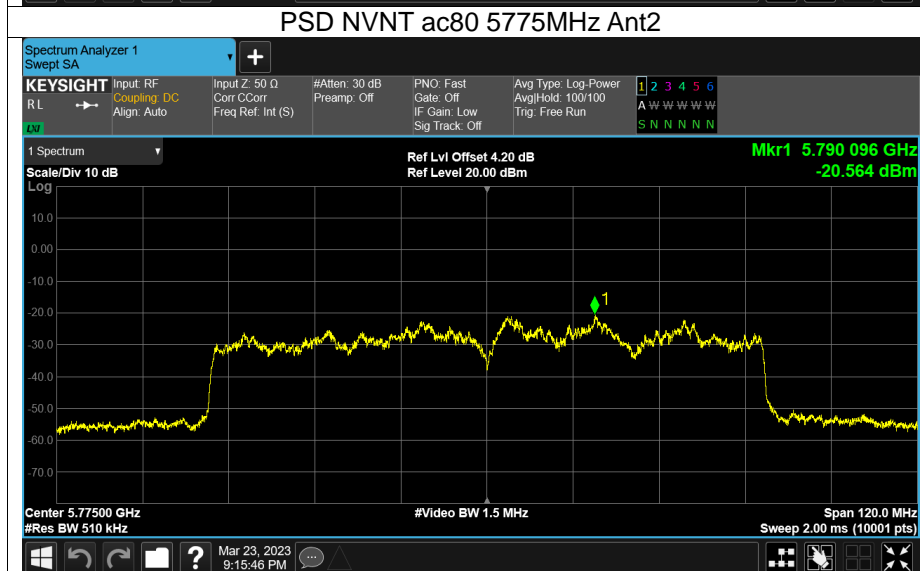 PSD NVNT ac80 5775MHz Ant2
Spectrum Analyzer 1
Swept SA
KEYSIGHT Input: RF Input Z: 50 Ω #Atten: 30 dB PNO: Fast Avg Type: Log-Power 1 2 3 4 5 6
R L Coupling: DC Corr CCorr Preamp: Off Gate: Off Avg|Hold: 100/100 A W W W W W
Align: Auto Freq Ref: Int (S) IF Gain: Low Trig: Free Run
LXI Sig Track: Off S N N N N N
1 Spectrum Ref Lvl Offset 4.20 dB Mkr1 5.790 096 GHz
Scale/Div 10 dB Ref Level 20.00 dBm -20.564 dBm
Log
10.0
0.00
-10.0
-20.0
1
-30.0
-40.0
-50.0
-60.0
-70.0
Center 5.77500 GHz #Video BW 1.5 MHz Span 120.0 MHz
#Res BW 510 kHz Sweep 2.00 ms (10001 pts)
? Mar 23, 2023
9:15:46 PM